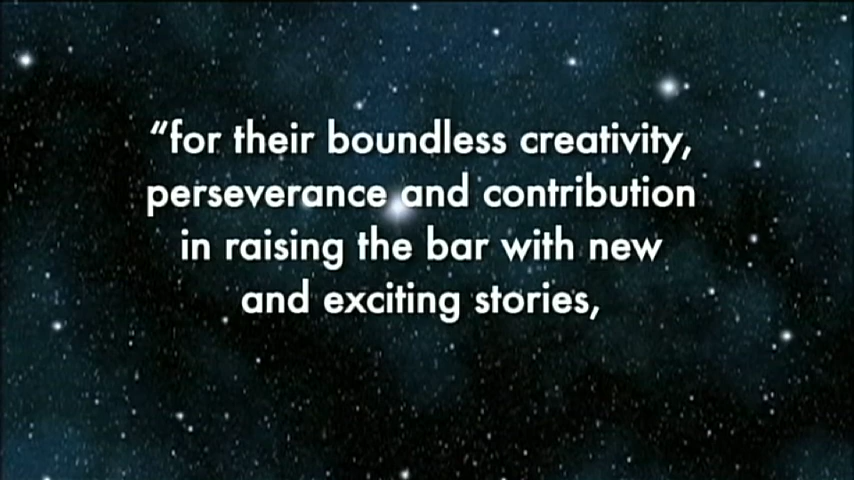 “for their boundless creativity,
perseverance and contribution
in raising the bar with new
and exciting stories,